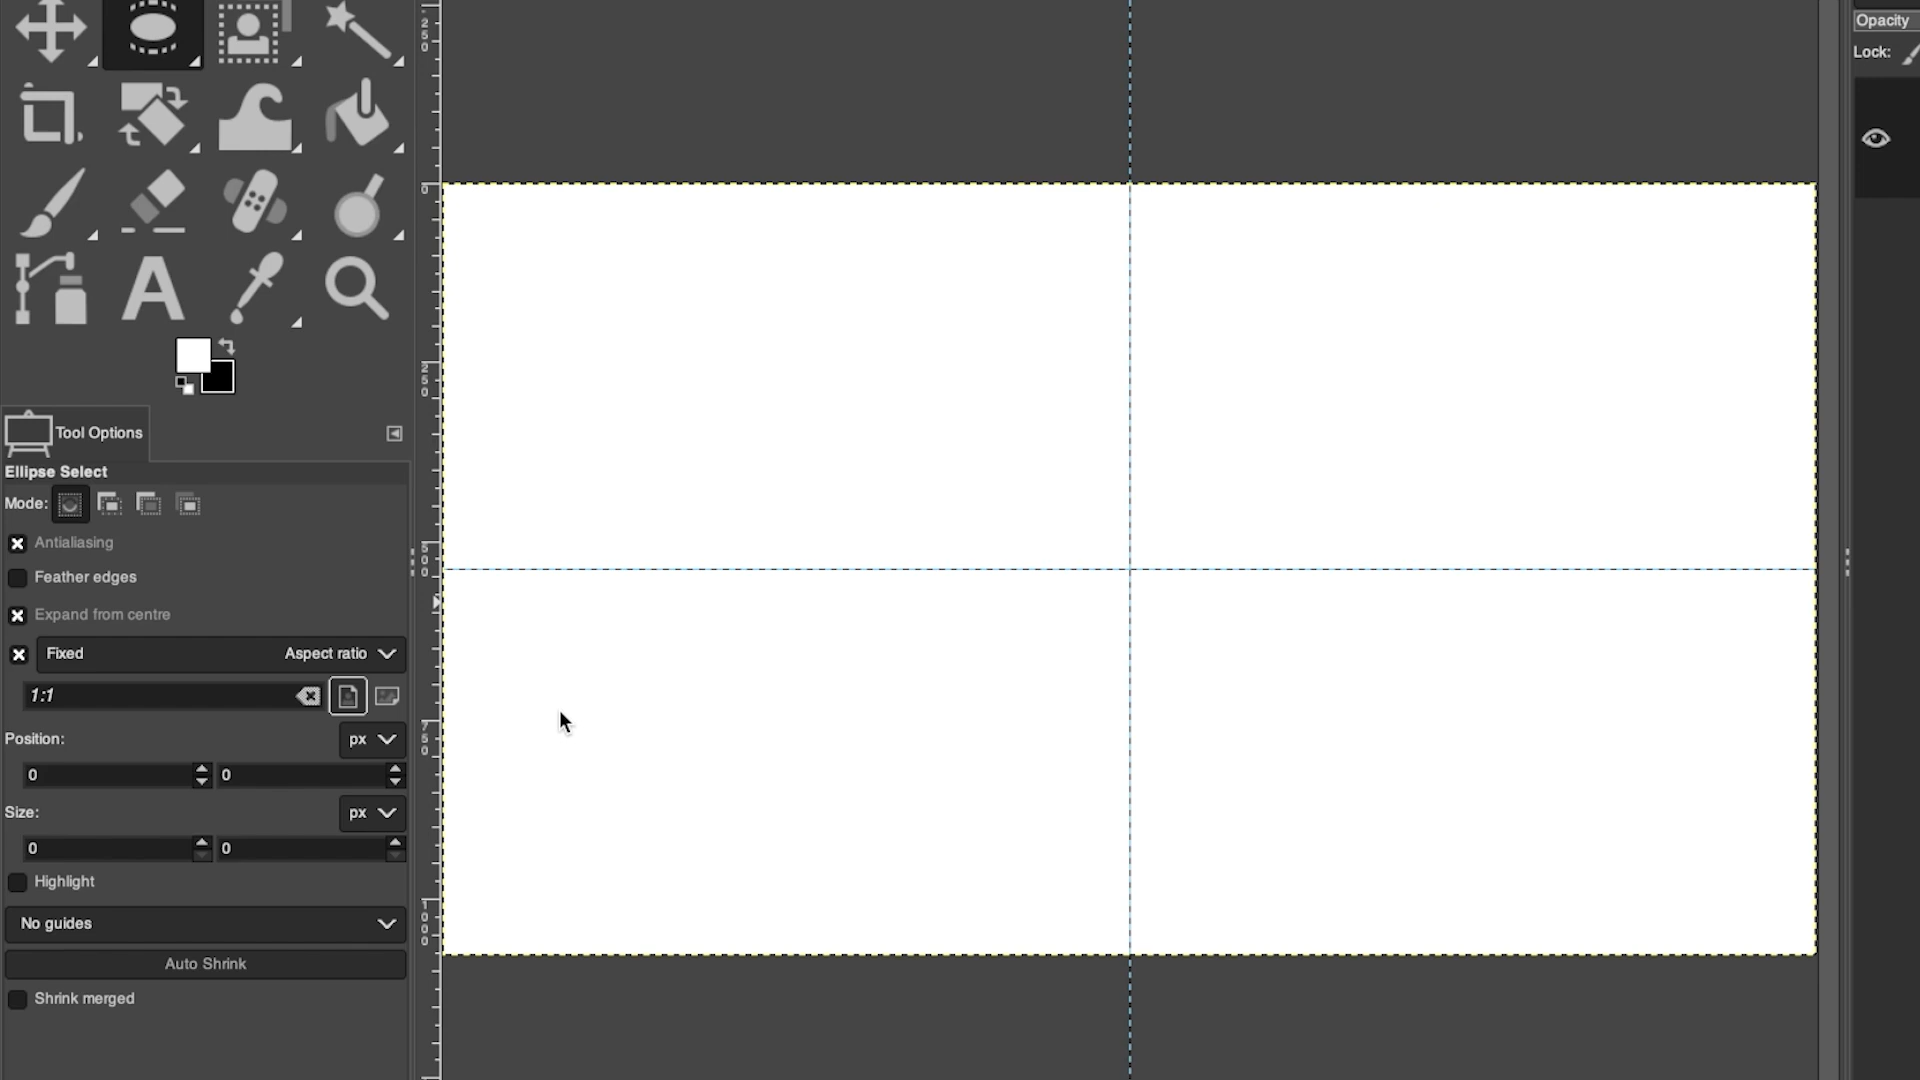 Opacity
Lock:
250
0
250
500
750
1000
Tool Options
Ellipse Select
Mode:
Antialiasing
Feather edges
Expand from centre
Fixed Aspect ratio
1:1
Position: px
0 0
Size: px
0 0
Highlight
No guides
Auto Shrink
Shrink merged